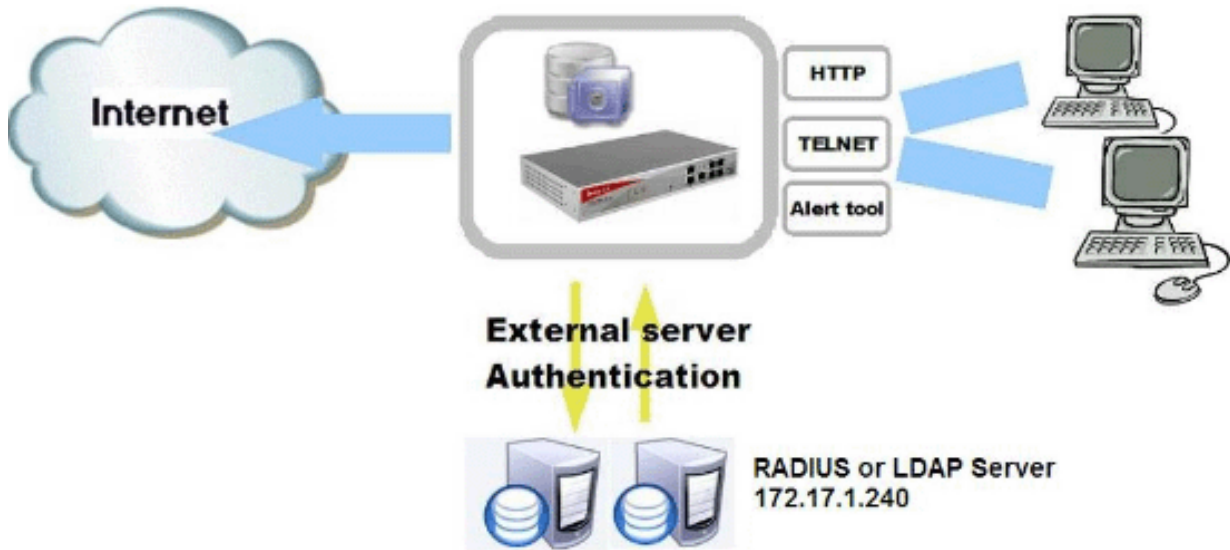 Internet
HTTP
TELNET
Alert tool
External server
Authentication
RADIUS or LDAP Server
172.17.1.240